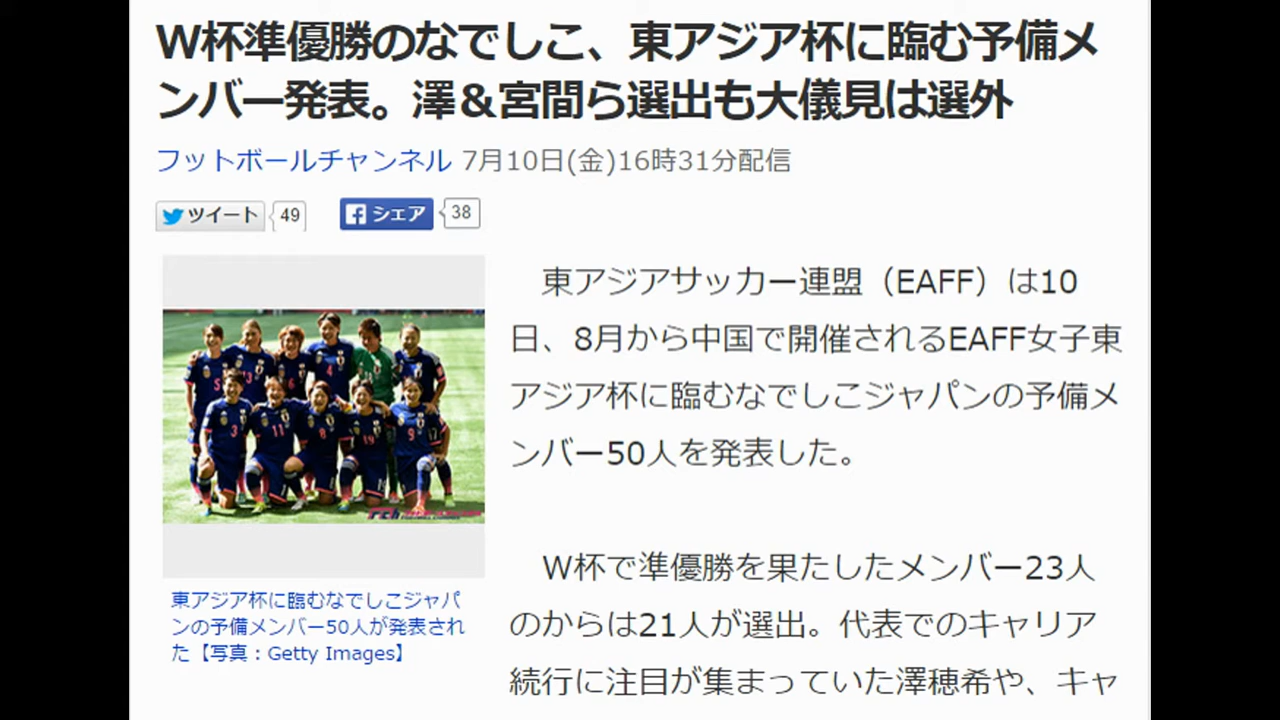 W杯準優勝のなでしこ、東アジア杯に臨む予備メ
ンバー発表。澤＆宮間ら選出も大儀見は選外
フットボールチャンネル 7月10日(金)16時31分配信
ツイート 49 シェア 38
東アジアサッカー連盟（EAFF）は10
日、8月から中国で開催されるEAFF女子東
アジア杯に臨むなでしこジャパンの予備メ
ンバー50人を発表した。
W杯で準優勝を果たしたメンバー23人
のからは21人が選出。代表でのキャリア
続行に注目が集まっていた澤穂希や、キャ
東アジア杯に臨むなでしこジャパ
ンの予備メンバー50人が発表され
た【写真：Getty Images】